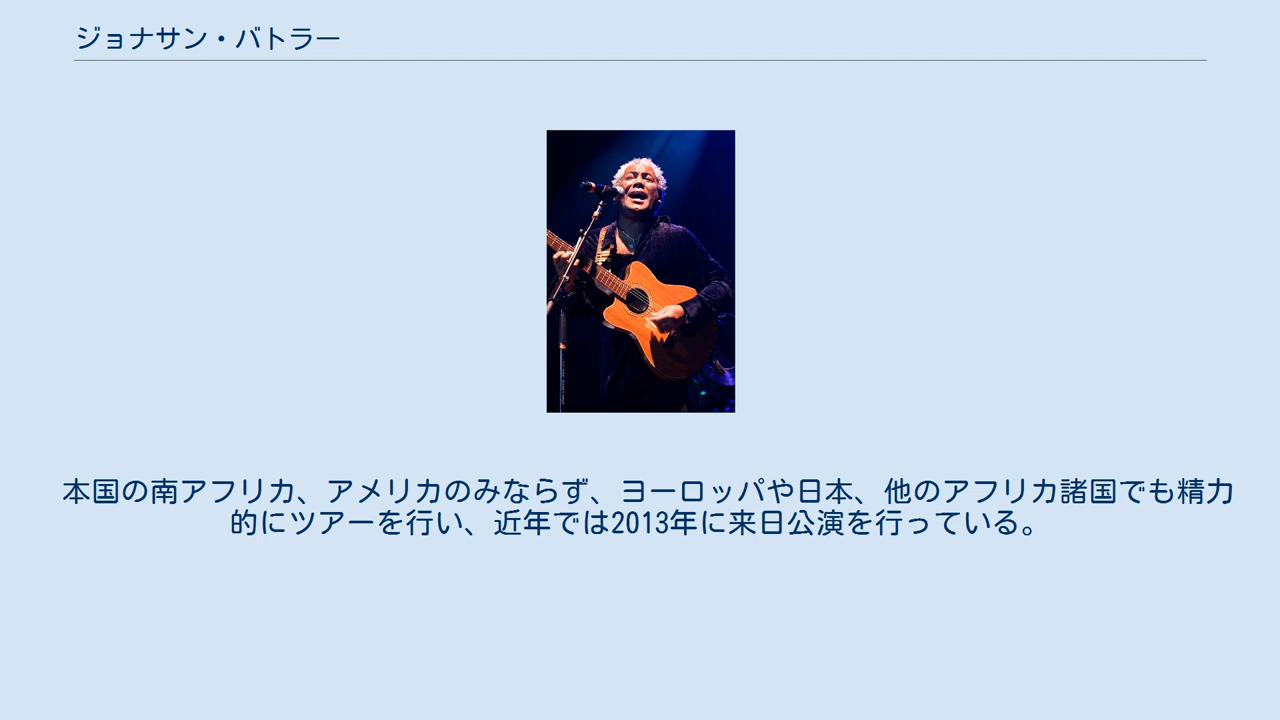 ジョナサン・バトラー
本国の南アフリカ、アメリカのみならず、ヨーロッパや日本、他のアフリカ諸国でも精力
的にツアーを行い、近年では2013年に来日公演を行っている。